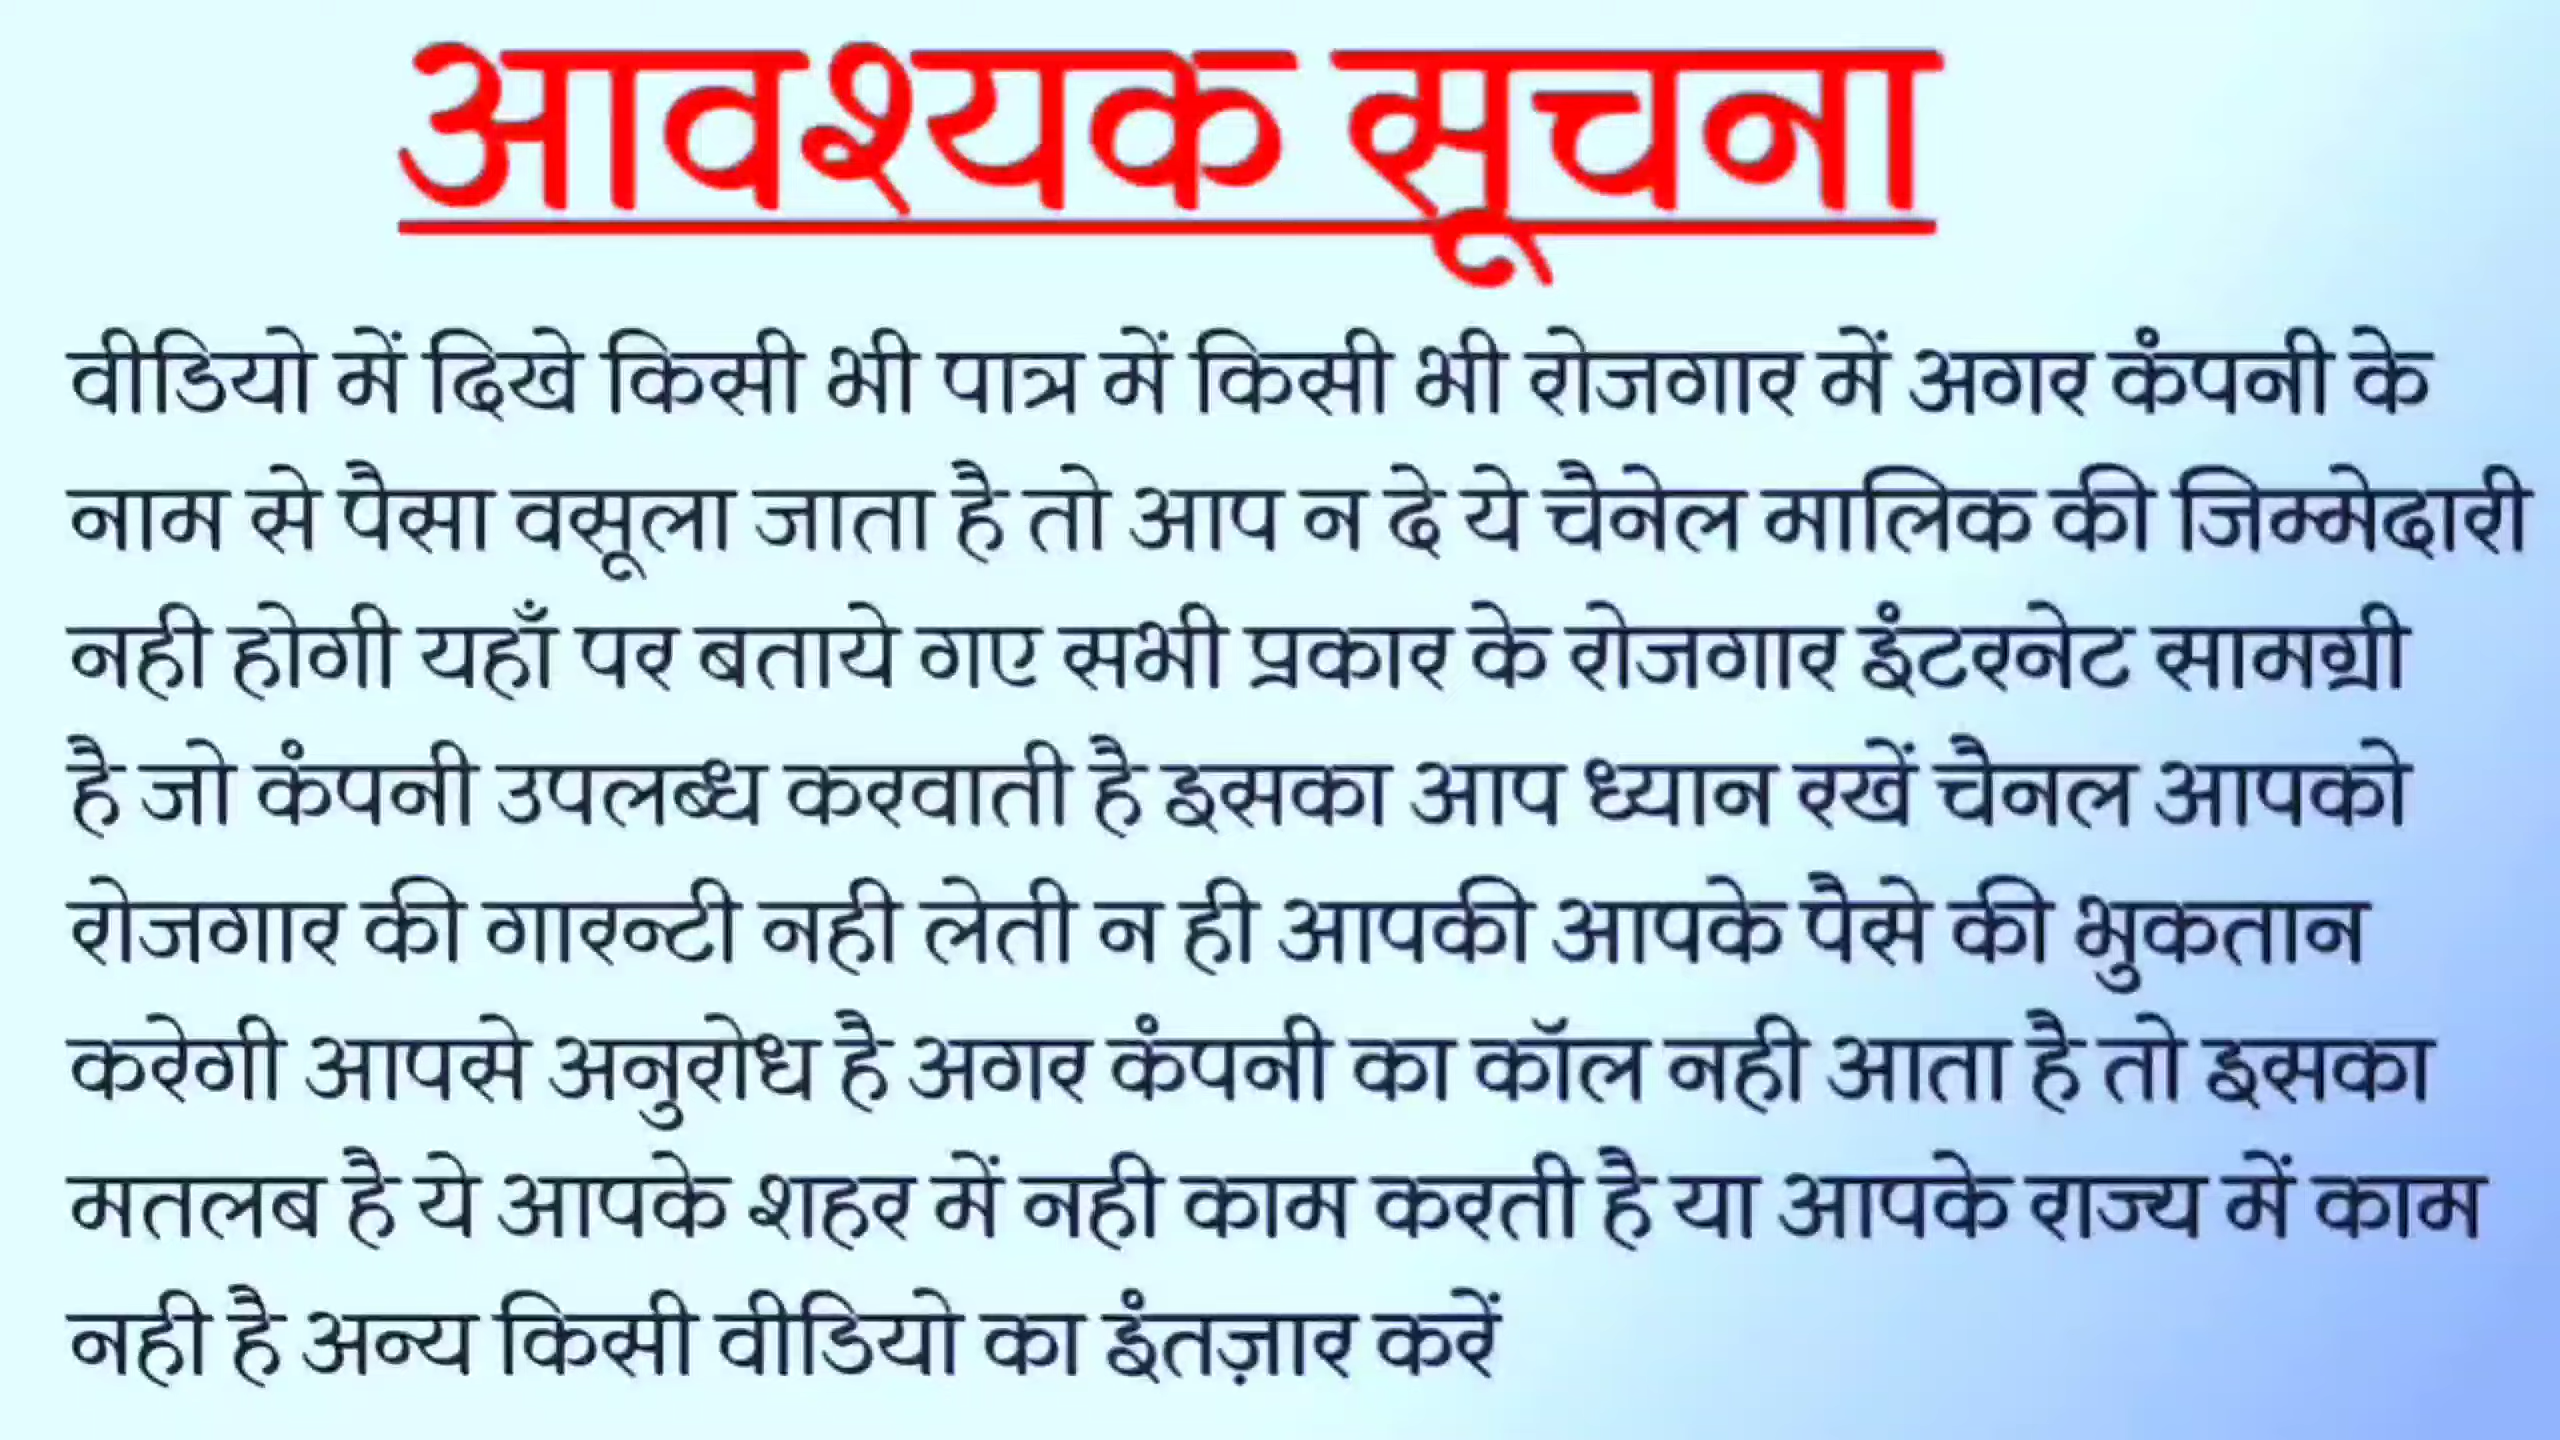 आवश्यक सूचना
वीडियो में दिखे किसी भी पात्र में किसी भी रोजगार में अगर कंपनी के
नाम से पैसा वसूला जाता है तो आप न दे ये चैनेल मालिक की जिम्मेदारी
नही होगी यहाँ पर बताये गए सभी प्रकार के रोजगार इंटरनेट सामग्री
है जो कंपनी उपलब्ध करवाती है इसका आप ध्यान रखें चैनल आपको
रोजगार की गारन्टी नही लेती न ही आपकी आपके पैसे की भुकतान
करेगी आपसे अनुरोध है अगर कंपनी का कॉल नही आता है तो इसका
मतलब है ये आपके शहर में नही काम करती है या आपके राज्य में काम
नही है अन्य किसी वीडियो का इंतज़ार करें